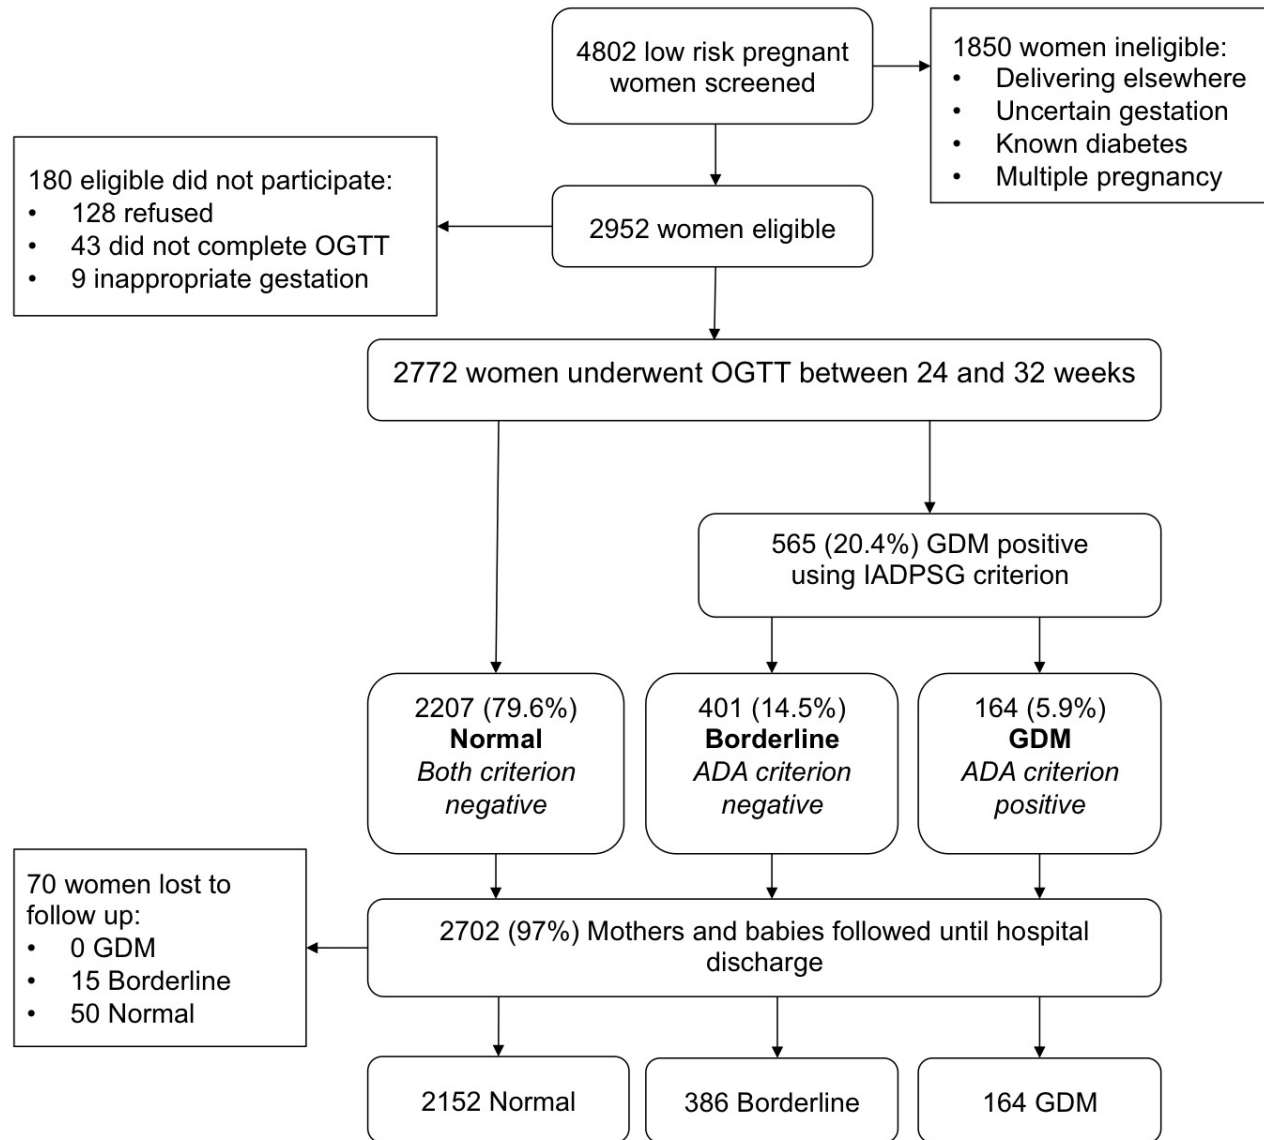 4802 low risk pregnant
women screened
1850 women ineligible:
• Delivering elsewhere
• Uncertain gestation
• Known diabetes
• Multiple pregnancy
180 eligible did not participate:
• 128 refused
• 43 did not complete OGTT
• 9 inappropriate gestation
2952 women eligible
2772 women underwent OGTT between 24 and 32 weeks
565 (20.4%) GDM positive
using IADPSG criterion
2207 (79.6%)
Normal
Both criterion
negative
401 (14.5%)
Borderline
ADA criterion
negative
164 (5.9%)
GDM
ADA criterion
positive
70 women lost to
follow up:
• 0 GDM
• 15 Borderline
• 50 Normal
2702 (97%) Mothers and babies followed until hospital
discharge
2152 Normal
386 Borderline
164 GDM